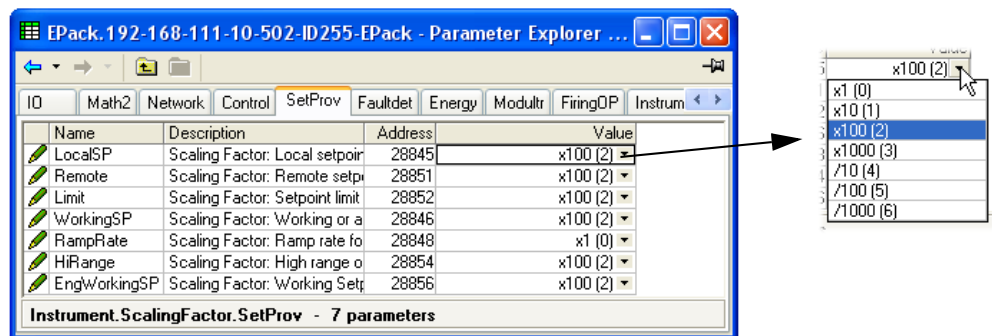 EPack.192-168-111-10-502-ID255-EPack - Parameter Explorer ...
IO Math2 Network Control SetProv Faultdet Energy Modultr FiringOP Instrum
Name Description Address Value
LocalSP Scaling Factor: Local setpoin 28845 x100 (2)
Remote Scaling Factor: Remote setp 28851 x100 (2)
Limit Scaling Factor: Setpoint limit 28852 x100 (2)
WorkingSP Scaling Factor: Working or a 28846 x100 (2)
RampRate Scaling Factor: Ramp rate fo 28848 x1 (0)
HiRange Scaling Factor: High range o 28854 x100 (2)
EngWorkingSP Scaling Factor: Working Setp 28856 x100 (2)
Instrument.ScalingFactor.SetProv - 7 parameters
x100 (2)
x1 (0)
x10 (1)
x100 (2)
x1000 (3)
/10 (4)
/100 (5)
/1000 (6)